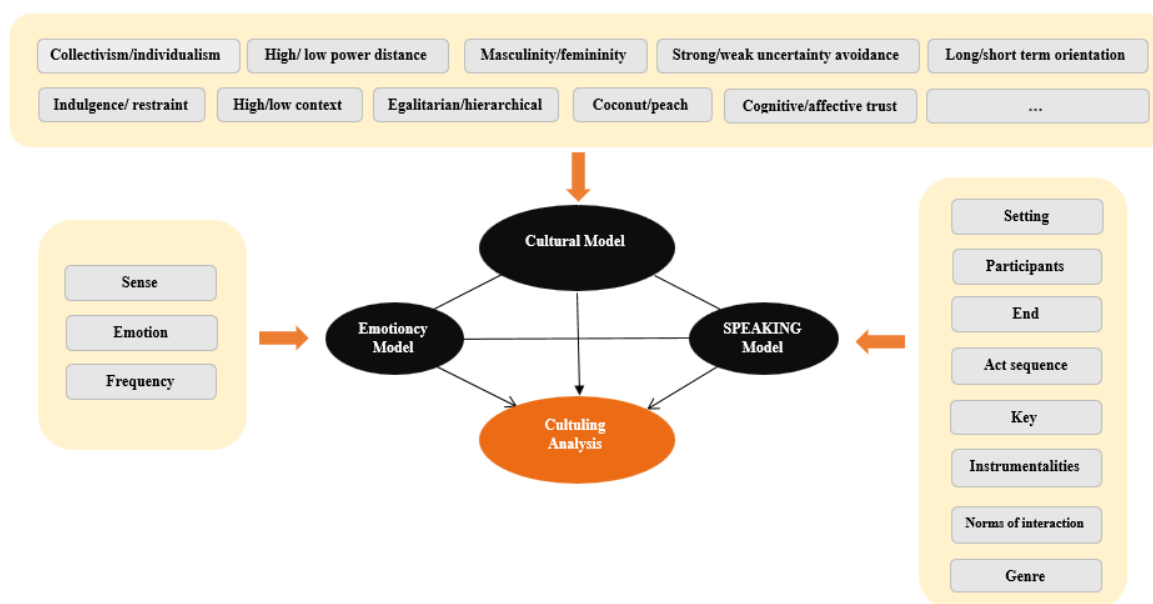 Collectivism/individualism
High/ low power distance
Masculinity/femininity
Strong/weak uncertainty avoidance
Long/short term orientation
Indulgence/ restraint
High/low context
Egalitarian/hierarchical
Coconut/peach
Cognitive/affective trust
…
Cultural Model
Sense
Emotion
Frequency
Emotioncy
Model
SPEAKING
Model
Cultuling
Analysis
Setting
Participants
End
Act sequence
Key
Instrumentalities
Norms of interaction
Genre